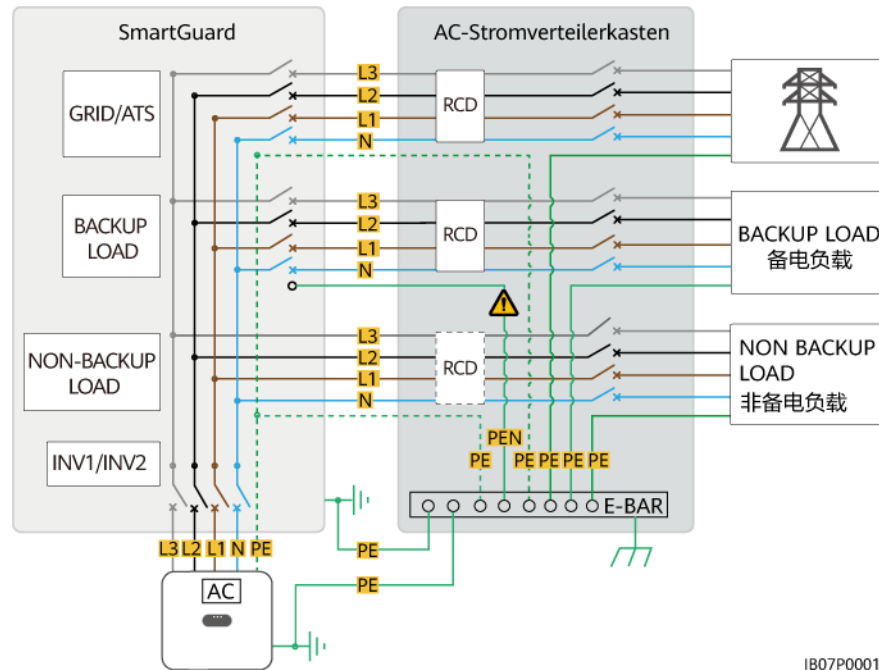 SmartGuard
AC-Stromverteilerkasten
GRID/ATS
L3
L2
L1
N
RCD
BACKUP
LOAD
L3
L2
L1
N
RCD
BACKUP LOAD
备电负载
NON-BACKUP
LOAD
L3
L2
L1
N
RCD
NON BACKUP
LOAD
非备电负载
INV1/INV2
PEN
PE
PE PE PE PE
E-BAR
L3 L2 L1 N PE
PE
PE
AC
IB07P0001